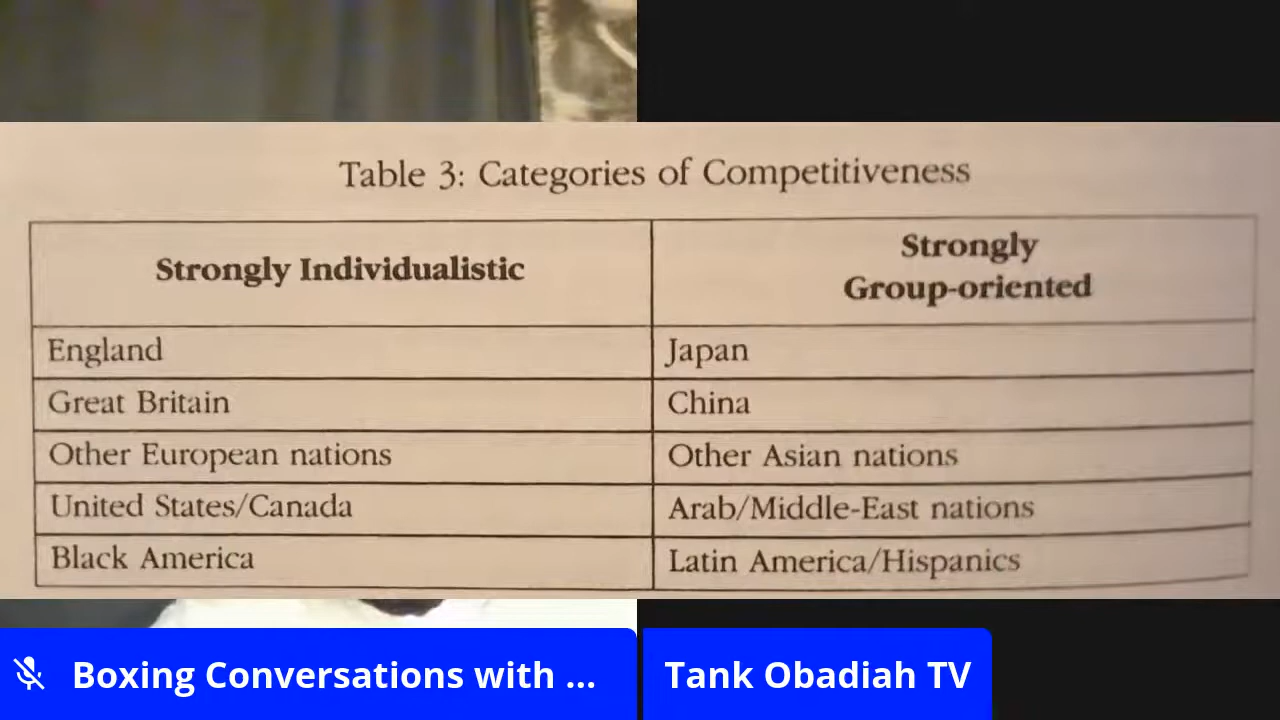 Table 3: Categories of Competitiveness
Strongly Individualistic
Strongly
Group-oriented
England
Japan
Great Britain
China
Other European nations
Other Asian nations
United States/Canada
Arab/Middle-East nations
Black America
Latin America/Hispanics
Boxing Conversations with ...
Tank Obadiah TV